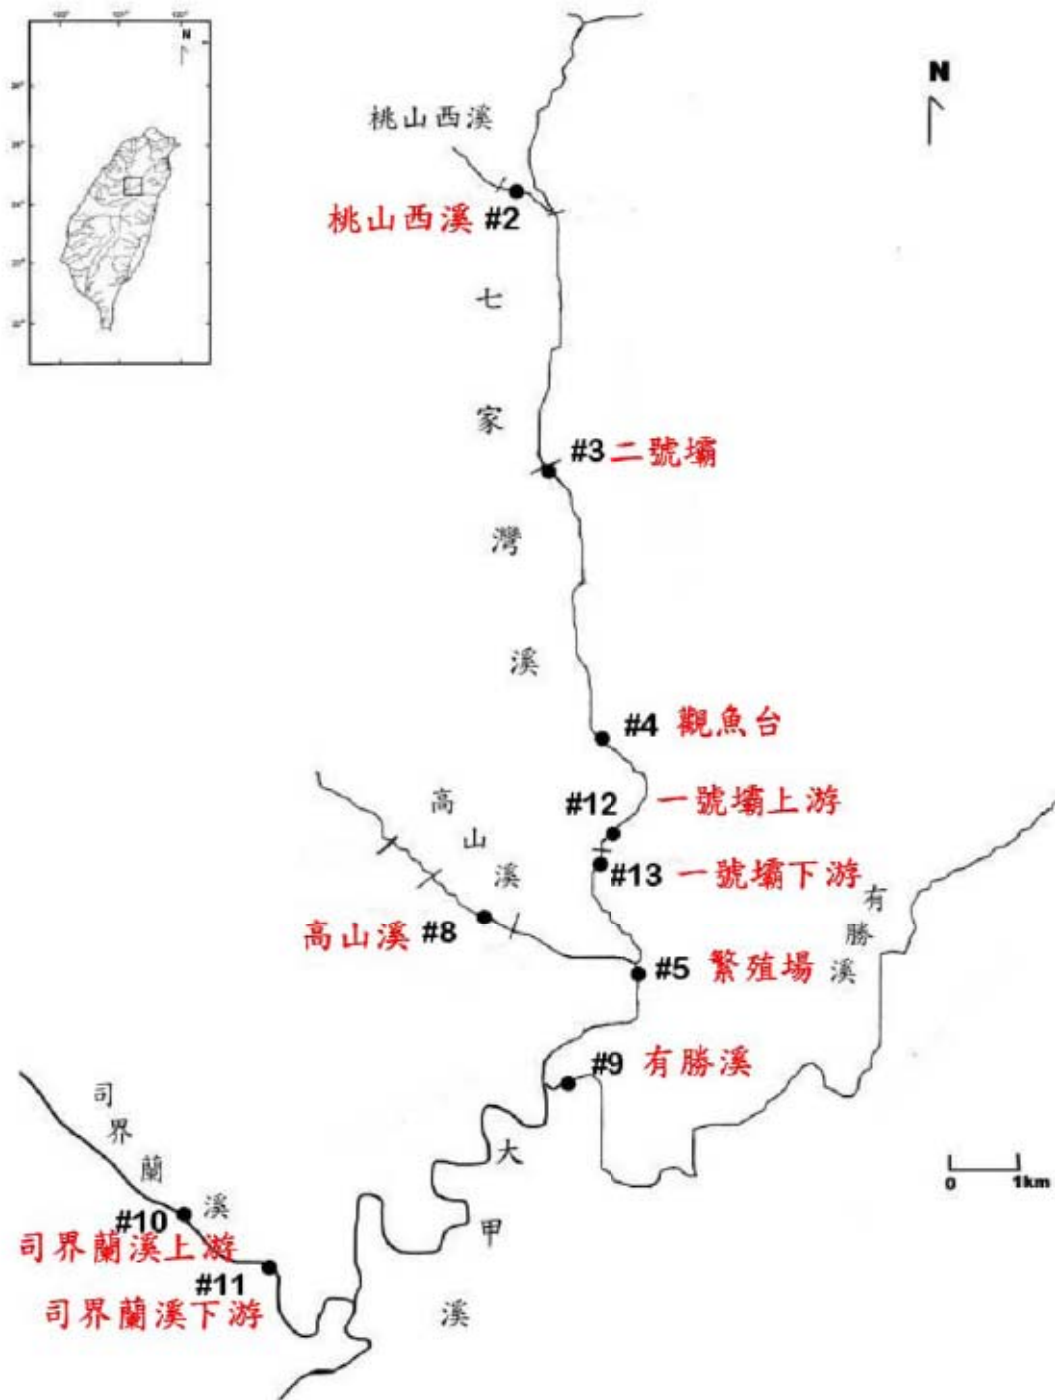 N
N
桃山西溪
桃山西溪 #2
七家灣溪
#3 二號壩
#4 觀魚台
#12 一號壩上游
#13 一號壩下游
高山溪
高山溪 #8
有勝溪
#5 繁殖場
#9 有勝溪
司界蘭溪
#10
司界蘭溪上游
#11
司界蘭溪下游
大甲溪
0 1km